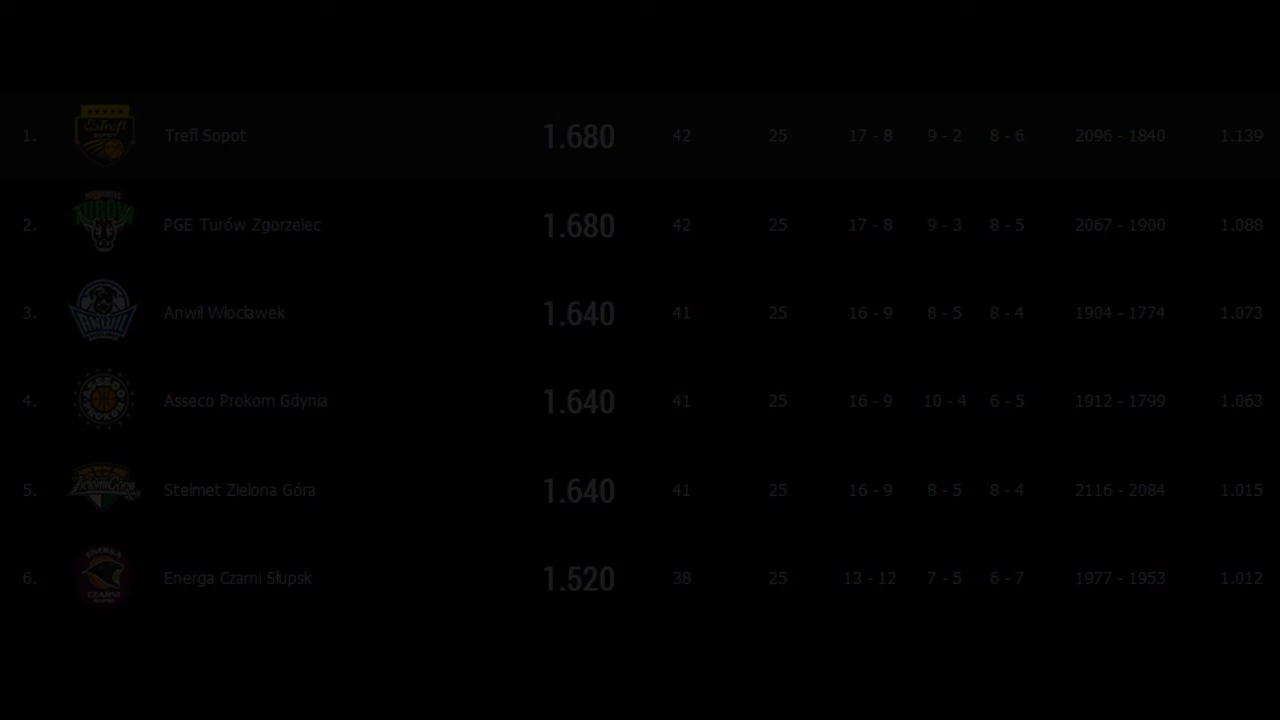 1. Trefl Sopot 1.680 42 25 17 - 8 9 - 2 8 - 6 2096 - 1840 1.139
2. PGE Turów Zgorzelec 1.680 42 25 17 - 8 9 - 3 8 - 5 2067 - 1900 1.088
3. Anwil Włocławek 1.640 41 25 16 - 9 8 - 5 8 - 4 1904 - 1774 1.073
ANWIL
4. Asseco Prokom Gdynia 1.640 41 25 16 - 9 10 - 4 6 - 5 1912 - 1799 1.063
ASSECO
PROKOM
5. Stelmet Zielona Góra 1.640 41 25 16 - 9 8 - 5 8 - 4 2116 - 2084 1.015
6. Energa Czarni Słupsk 1.520 38 25 13 - 12 7 - 5 6 - 7 1977 - 1953 1.012
ENERGA
CZARNI